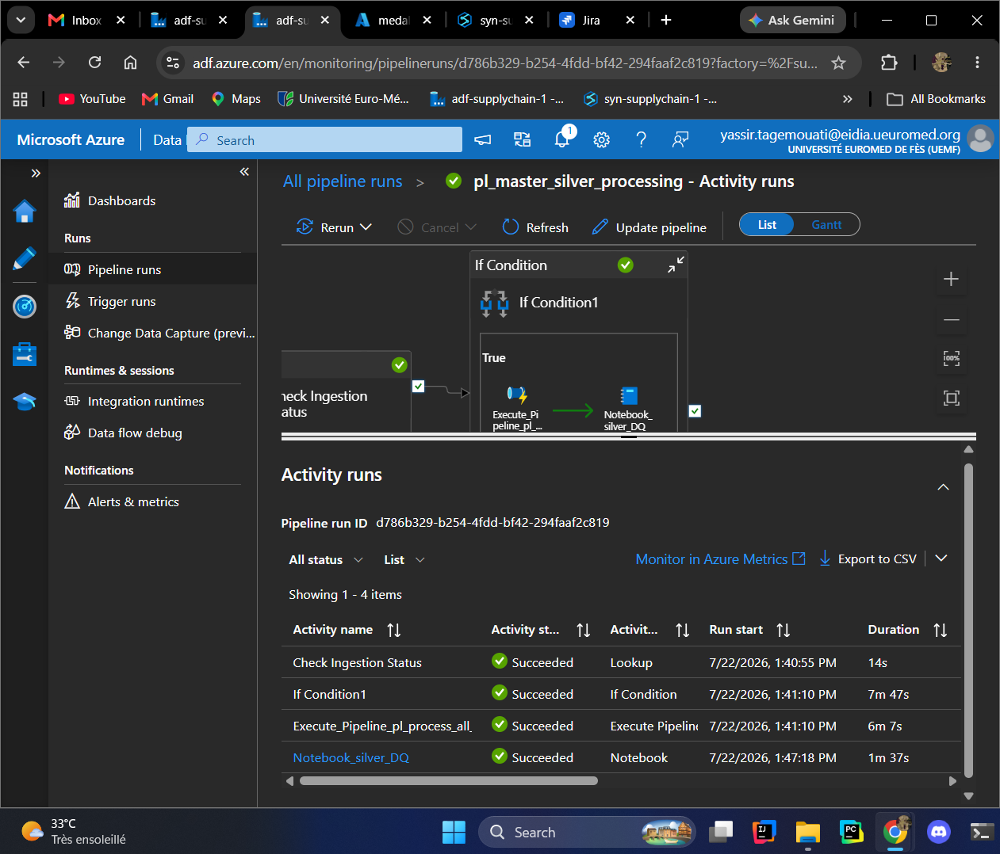 Inbox
adf-su
adf-su
medal
syn-su
Jira
Ask Gemini
adf.azure.com/en/monitoring/pipelineruns/d786b329-b254-4fdd-bf42-294faaf2c819?factory=%2Fsu...
YouTube
Gmail
Maps
Université Euro-Mé...
adf-supplychain-1 -...
syn-supplychain-1 -...
»
All Bookmarks
Microsoft Azure
Data
Search
1
yassir.tagemouati@eidia.ueuromed.org
UNIVERSITÉ EUROMED DE FÈS (UEMF)
»
«
Dashboards
Runs
Pipeline runs
Trigger runs
Change Data Capture (previ...
Runtimes & sessions
Integration runtimes
Data flow debug
Notifications
Alerts & metrics
All pipeline runs > pl_master_silver_processing - Activity runs
Rerun
Cancel
Refresh
Update pipeline
List
Gantt
If Condition
If Condition1
True
Execute_Pi
peline_pl_...
Notebook_
silver_DQ
heck Ingestion
tatus
100%
Activity runs
Pipeline run ID d786b329-b254-4fdd-bf42-294faaf2c819
All status
List
Monitor in Azure Metrics
Export to CSV
Showing 1 - 4 items
Activity name Activity st... Activit... Run start Duration
Check Ingestion Status Succeeded Lookup 7/22/2026, 1:40:55 PM 14s
If Condition1 Succeeded If Condition 7/22/2026, 1:41:10 PM 7m 47s
Execute_Pipeline_pl_process_all_ Succeeded Execute Pipeline 7/22/2026, 1:41:10 PM 6m 7s
Notebook_silver_DQ Succeeded Notebook 7/22/2026, 1:47:18 PM 1m 37s
33°C
Très ensoleillé
Search
IJ
PC